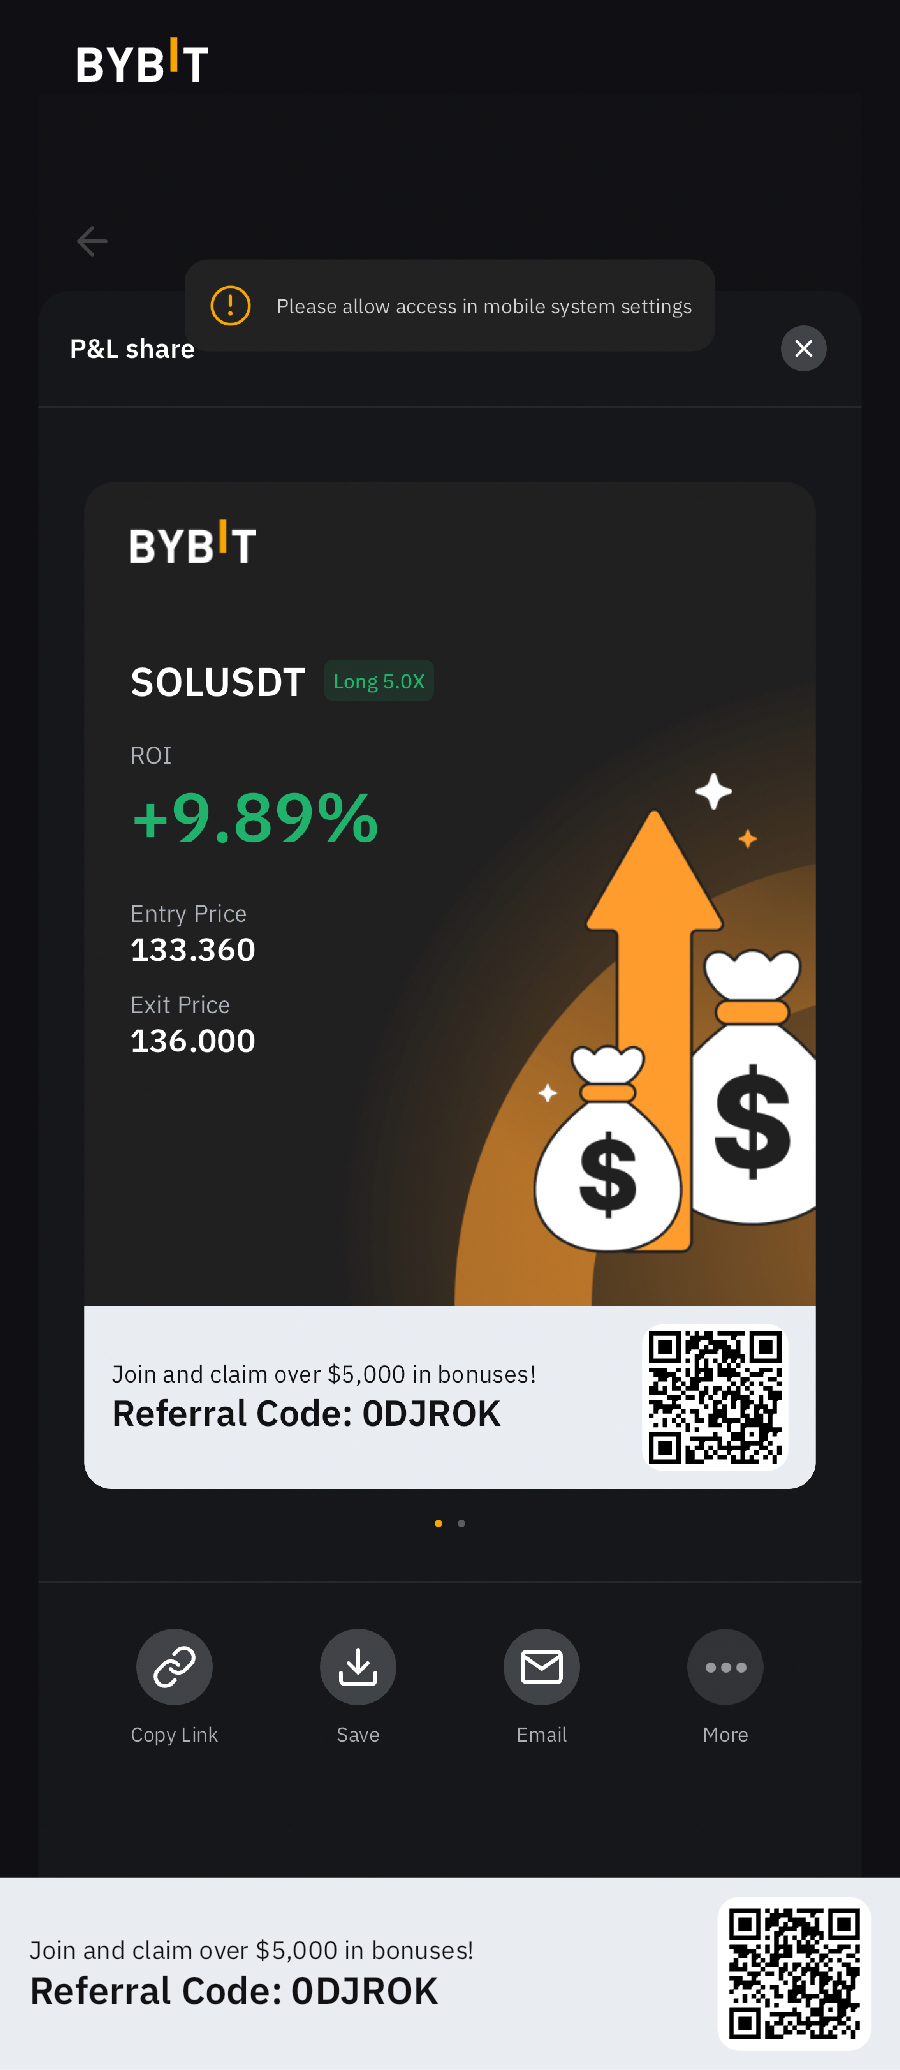 BYBIT
Please allow access in mobile system settings
P&L share
BYBIT
SOLUSDT Long 5.0X
ROI
+9.89%
Entry Price
133.360
Exit Price
136.000
$ $
Join and claim over $5,000 in bonuses!
Referral Code: 0DJROK
Copy Link Save Email More
Join and claim over $5,000 in bonuses!
Referral Code: 0DJROK